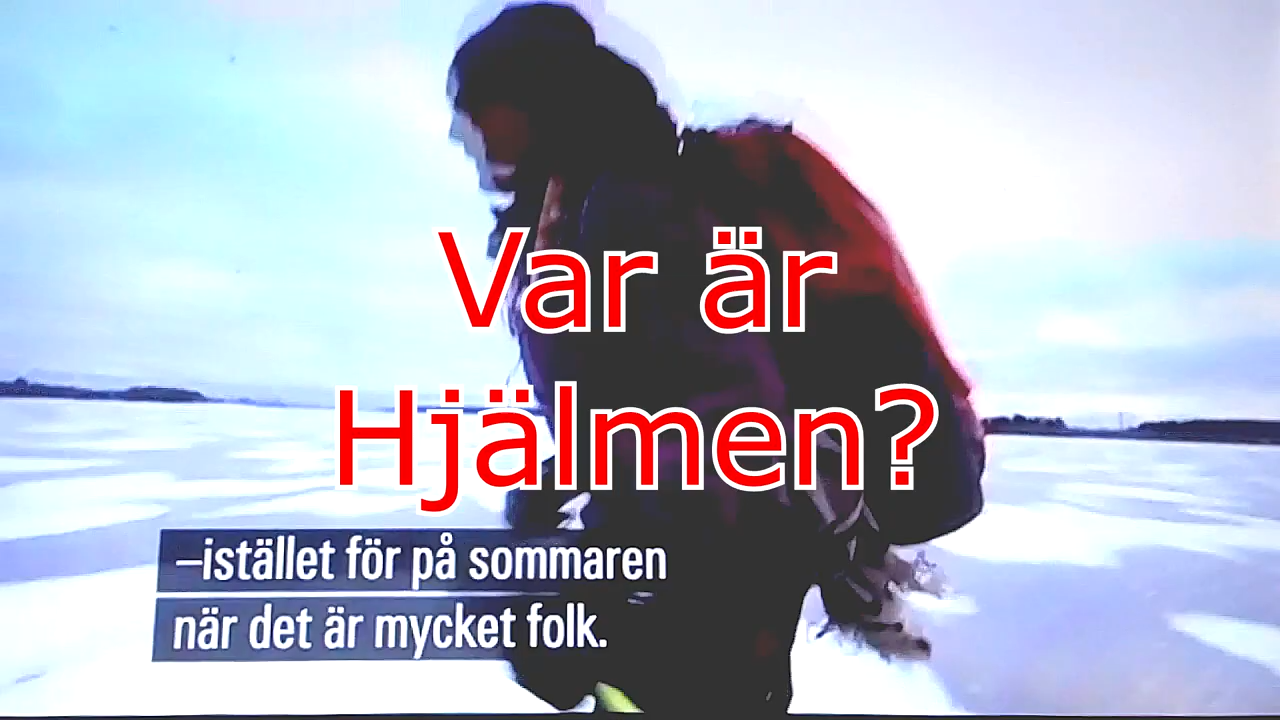 Var är
Hjälmen?
–istället för på sommaren
när det är mycket folk.